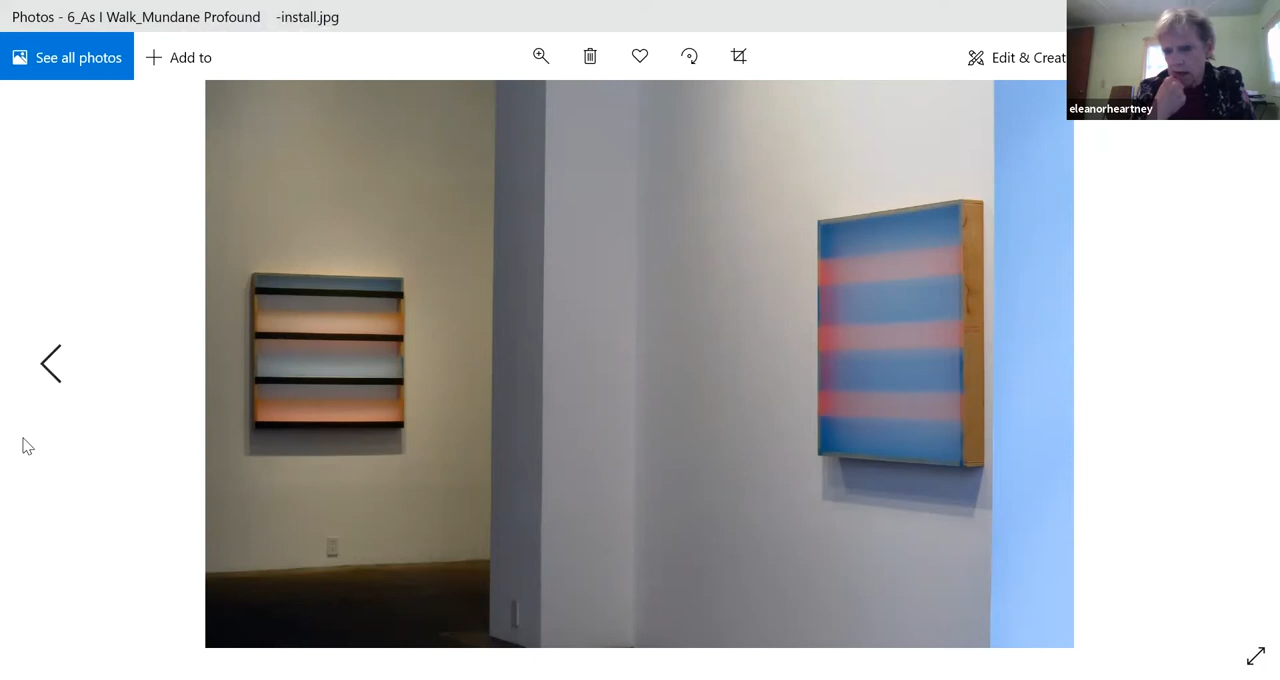 Photos - 6_As I Walk_Mundane Profound -install.jpg
See all photos
Add to
Edit & Creat
eleanorheartney